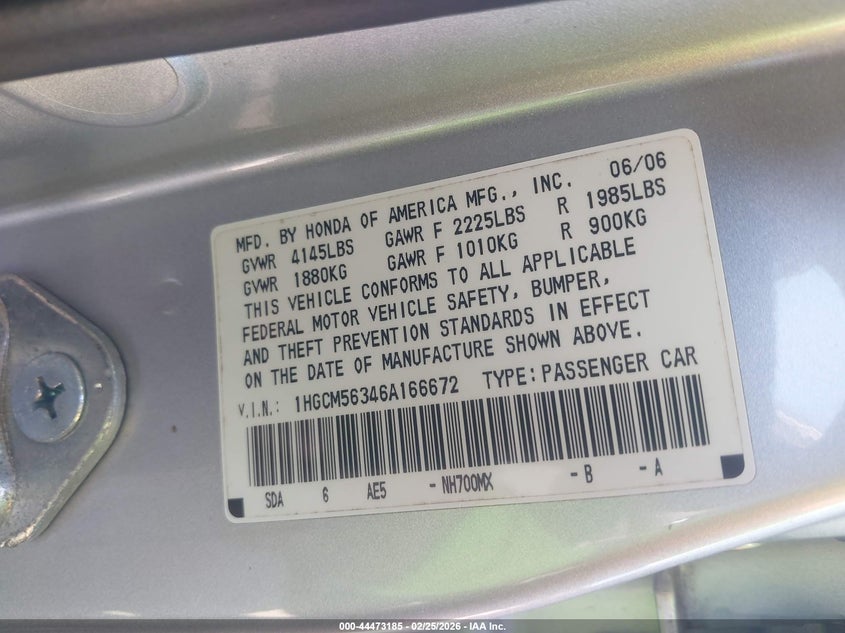 MFD. BY HONDA OF AMERICA MFG., INC. 06/06
GVWR 4145LBS GAWR F 2225LBS R 1985LBS
GVWR 1880KG GAWR F 1010KG R 900KG
THIS VEHICLE CONFORMS TO ALL APPLICABLE
FEDERAL MOTOR VEHICLE SAFETY, BUMPER,
AND THEFT PREVENTION STANDARDS IN EFFECT
ON THE DATE OF MANUFACTURE SHOWN ABOVE.
V.I.N.: 1HGCM56346A166672 TYPE: PASSENGER CAR
SDA 6 AE5 - NH700MX - B - A
000-44473185 - 02/25/2026 - IAA Inc.